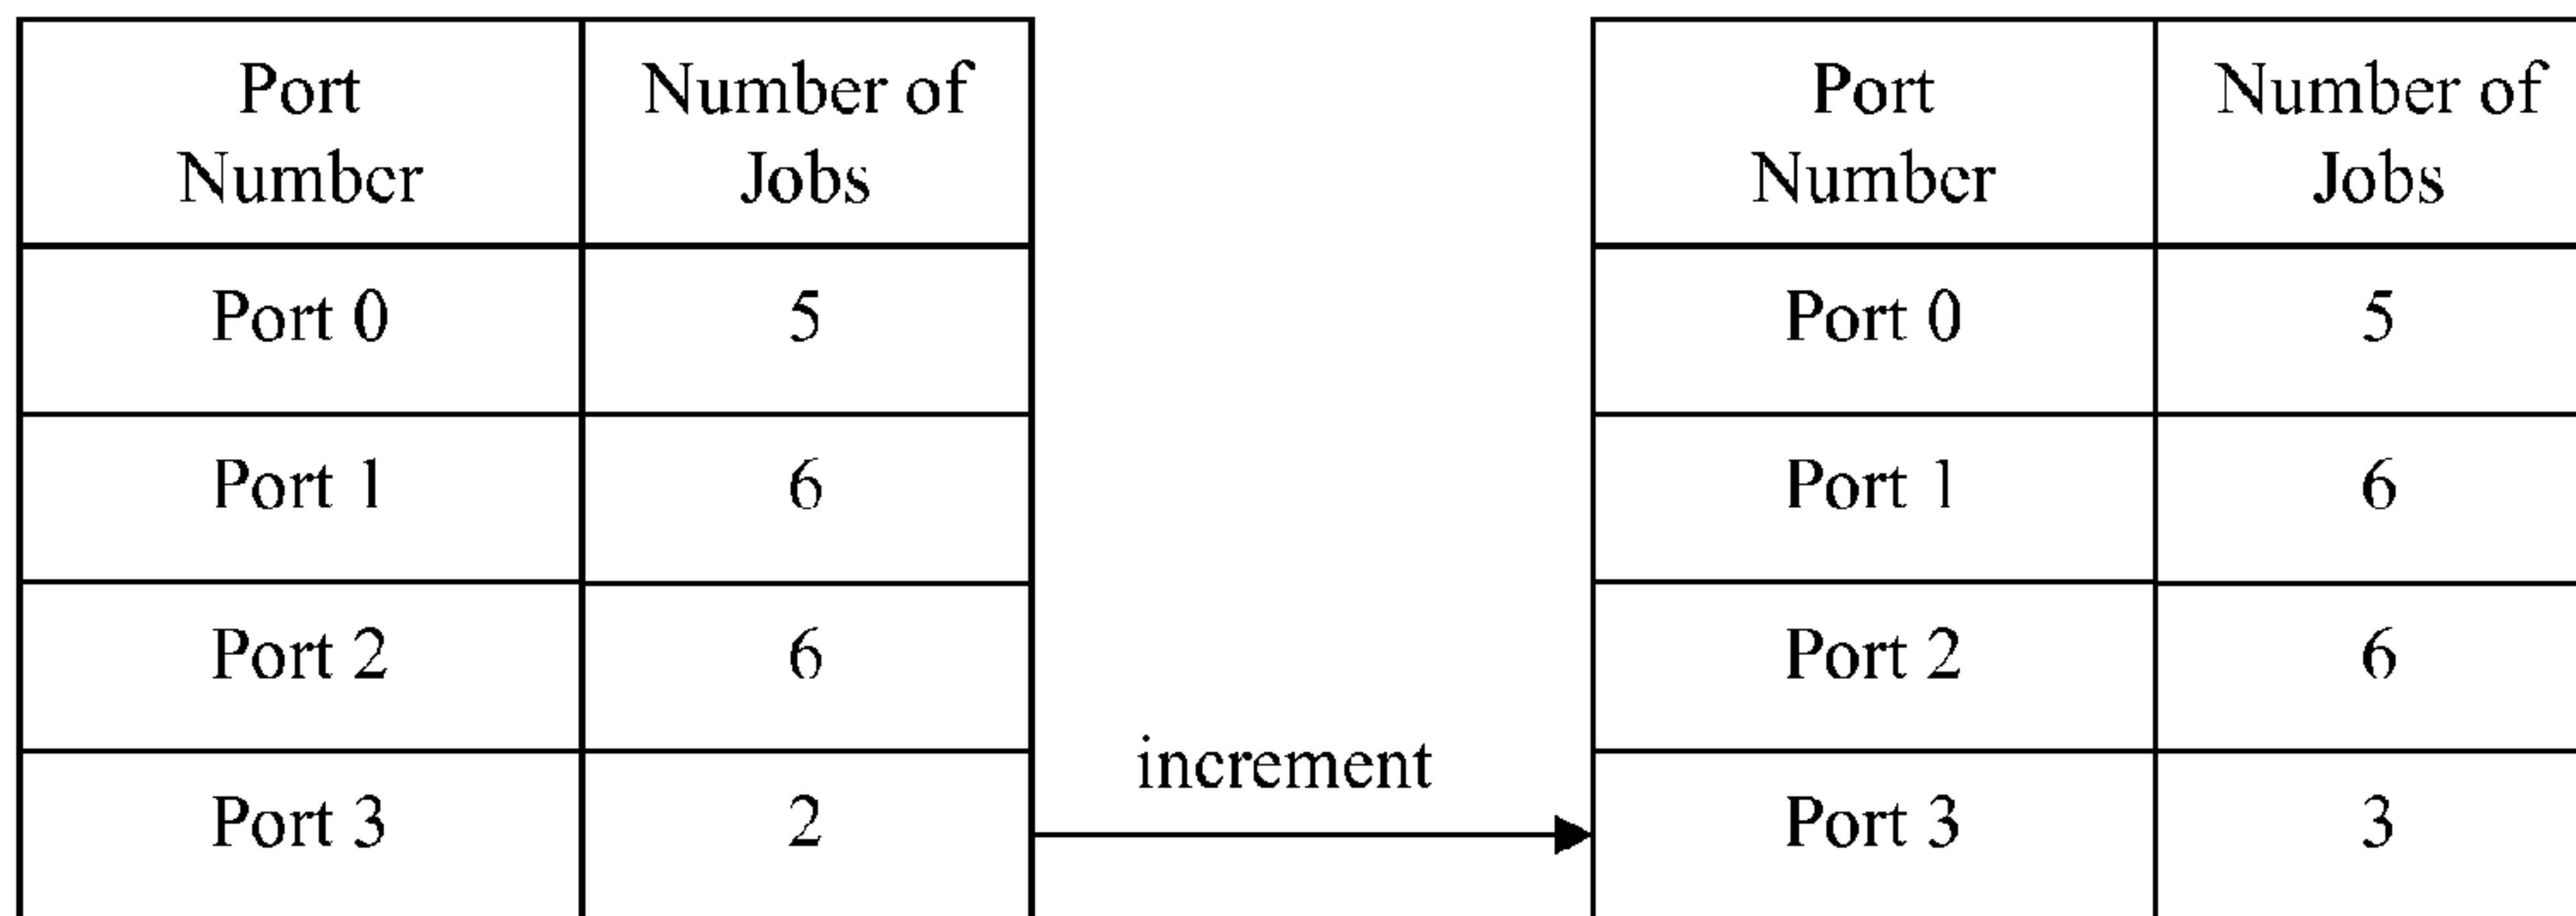 Port Number of Port Number of
Number Jobs Number Jobs
Port 0 5 Port 0 5
Port 1 6 Port 1 6
Port 2 6 Port 2 6
increment
Port 3 2 Port 3 3